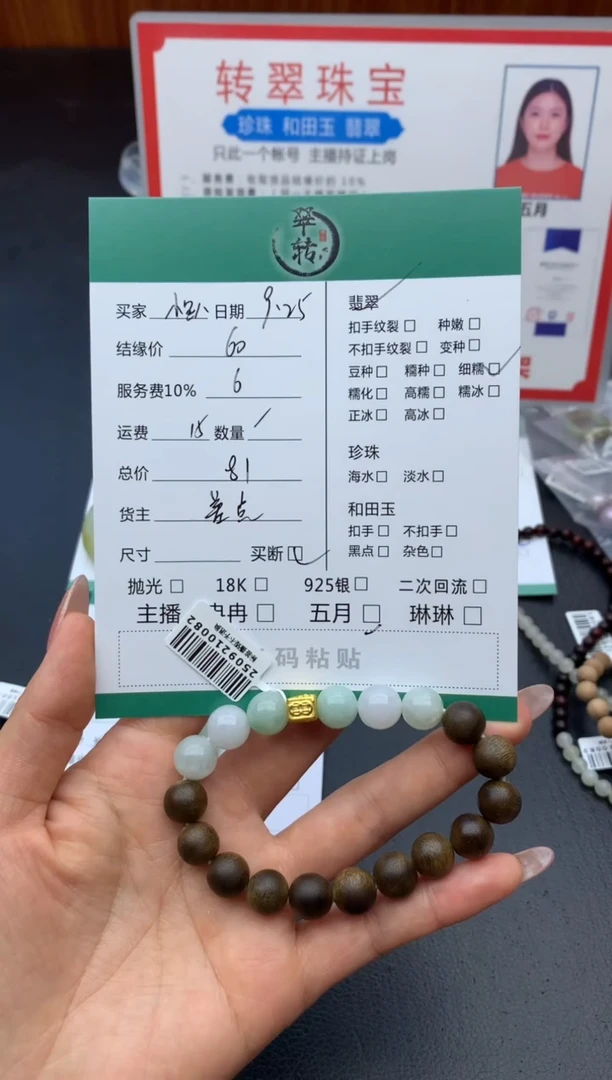 转翠珠宝
珍珠 和田玉 翡翠
只此一个帐号 主播持证上岗
五月
翠转
买家 日期 9.25
结缘价 60
服务费10% 6
运费 15 数量 1
总价 81
货主 差点
尺寸 买断
翡翠
扣手纹裂 种嫩
不扣手纹裂 变种
豆种 糯种 细糯
糯化 高糯 糯冰
正冰 高冰
珍珠
海水 淡水
和田玉
扣手 不扣手
黑点 杂色
抛光 18K 925银 二次回流
主播 冉冉 五月 琳琳
码粘贴
2509210082